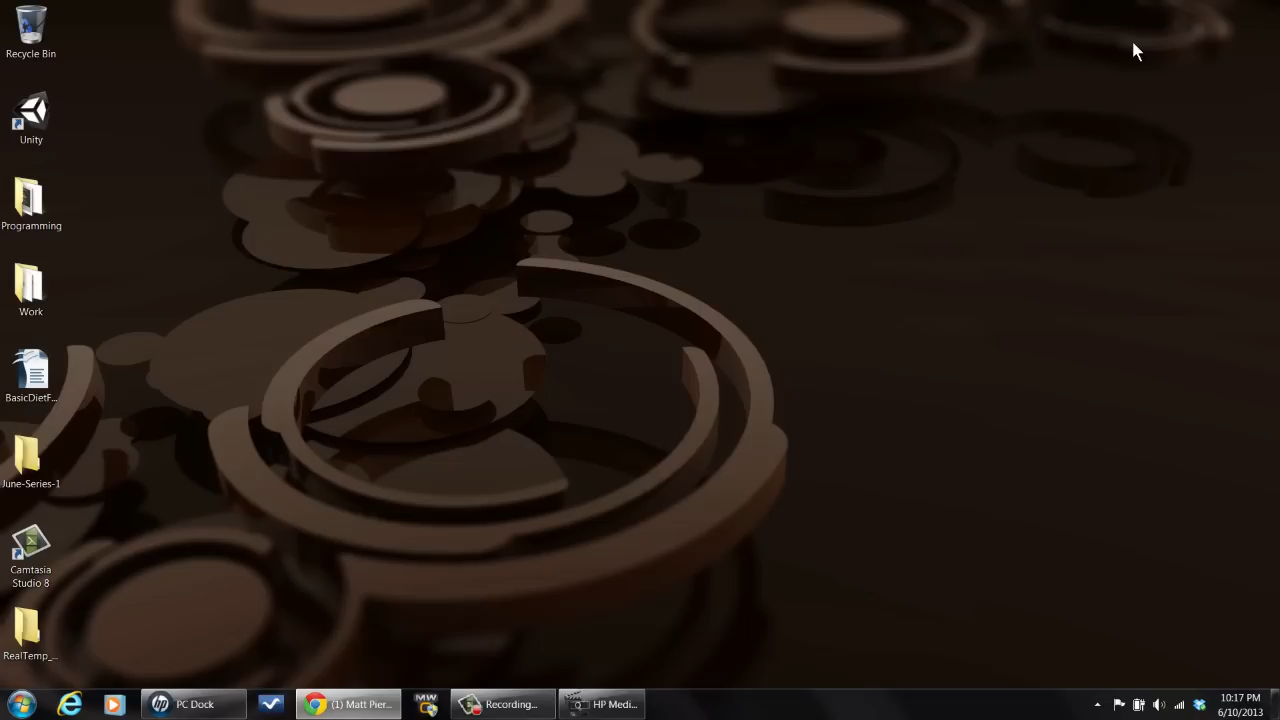 Recycle Bin
Unity
Programming
Work
BasicDietF...
June-Series-1
Camtasia
Studio 8
RealTemp_...
PC Dock
(1) Matt Pier...
MW
Recording...
HP Medi...
10:17 PM
6/10/2013